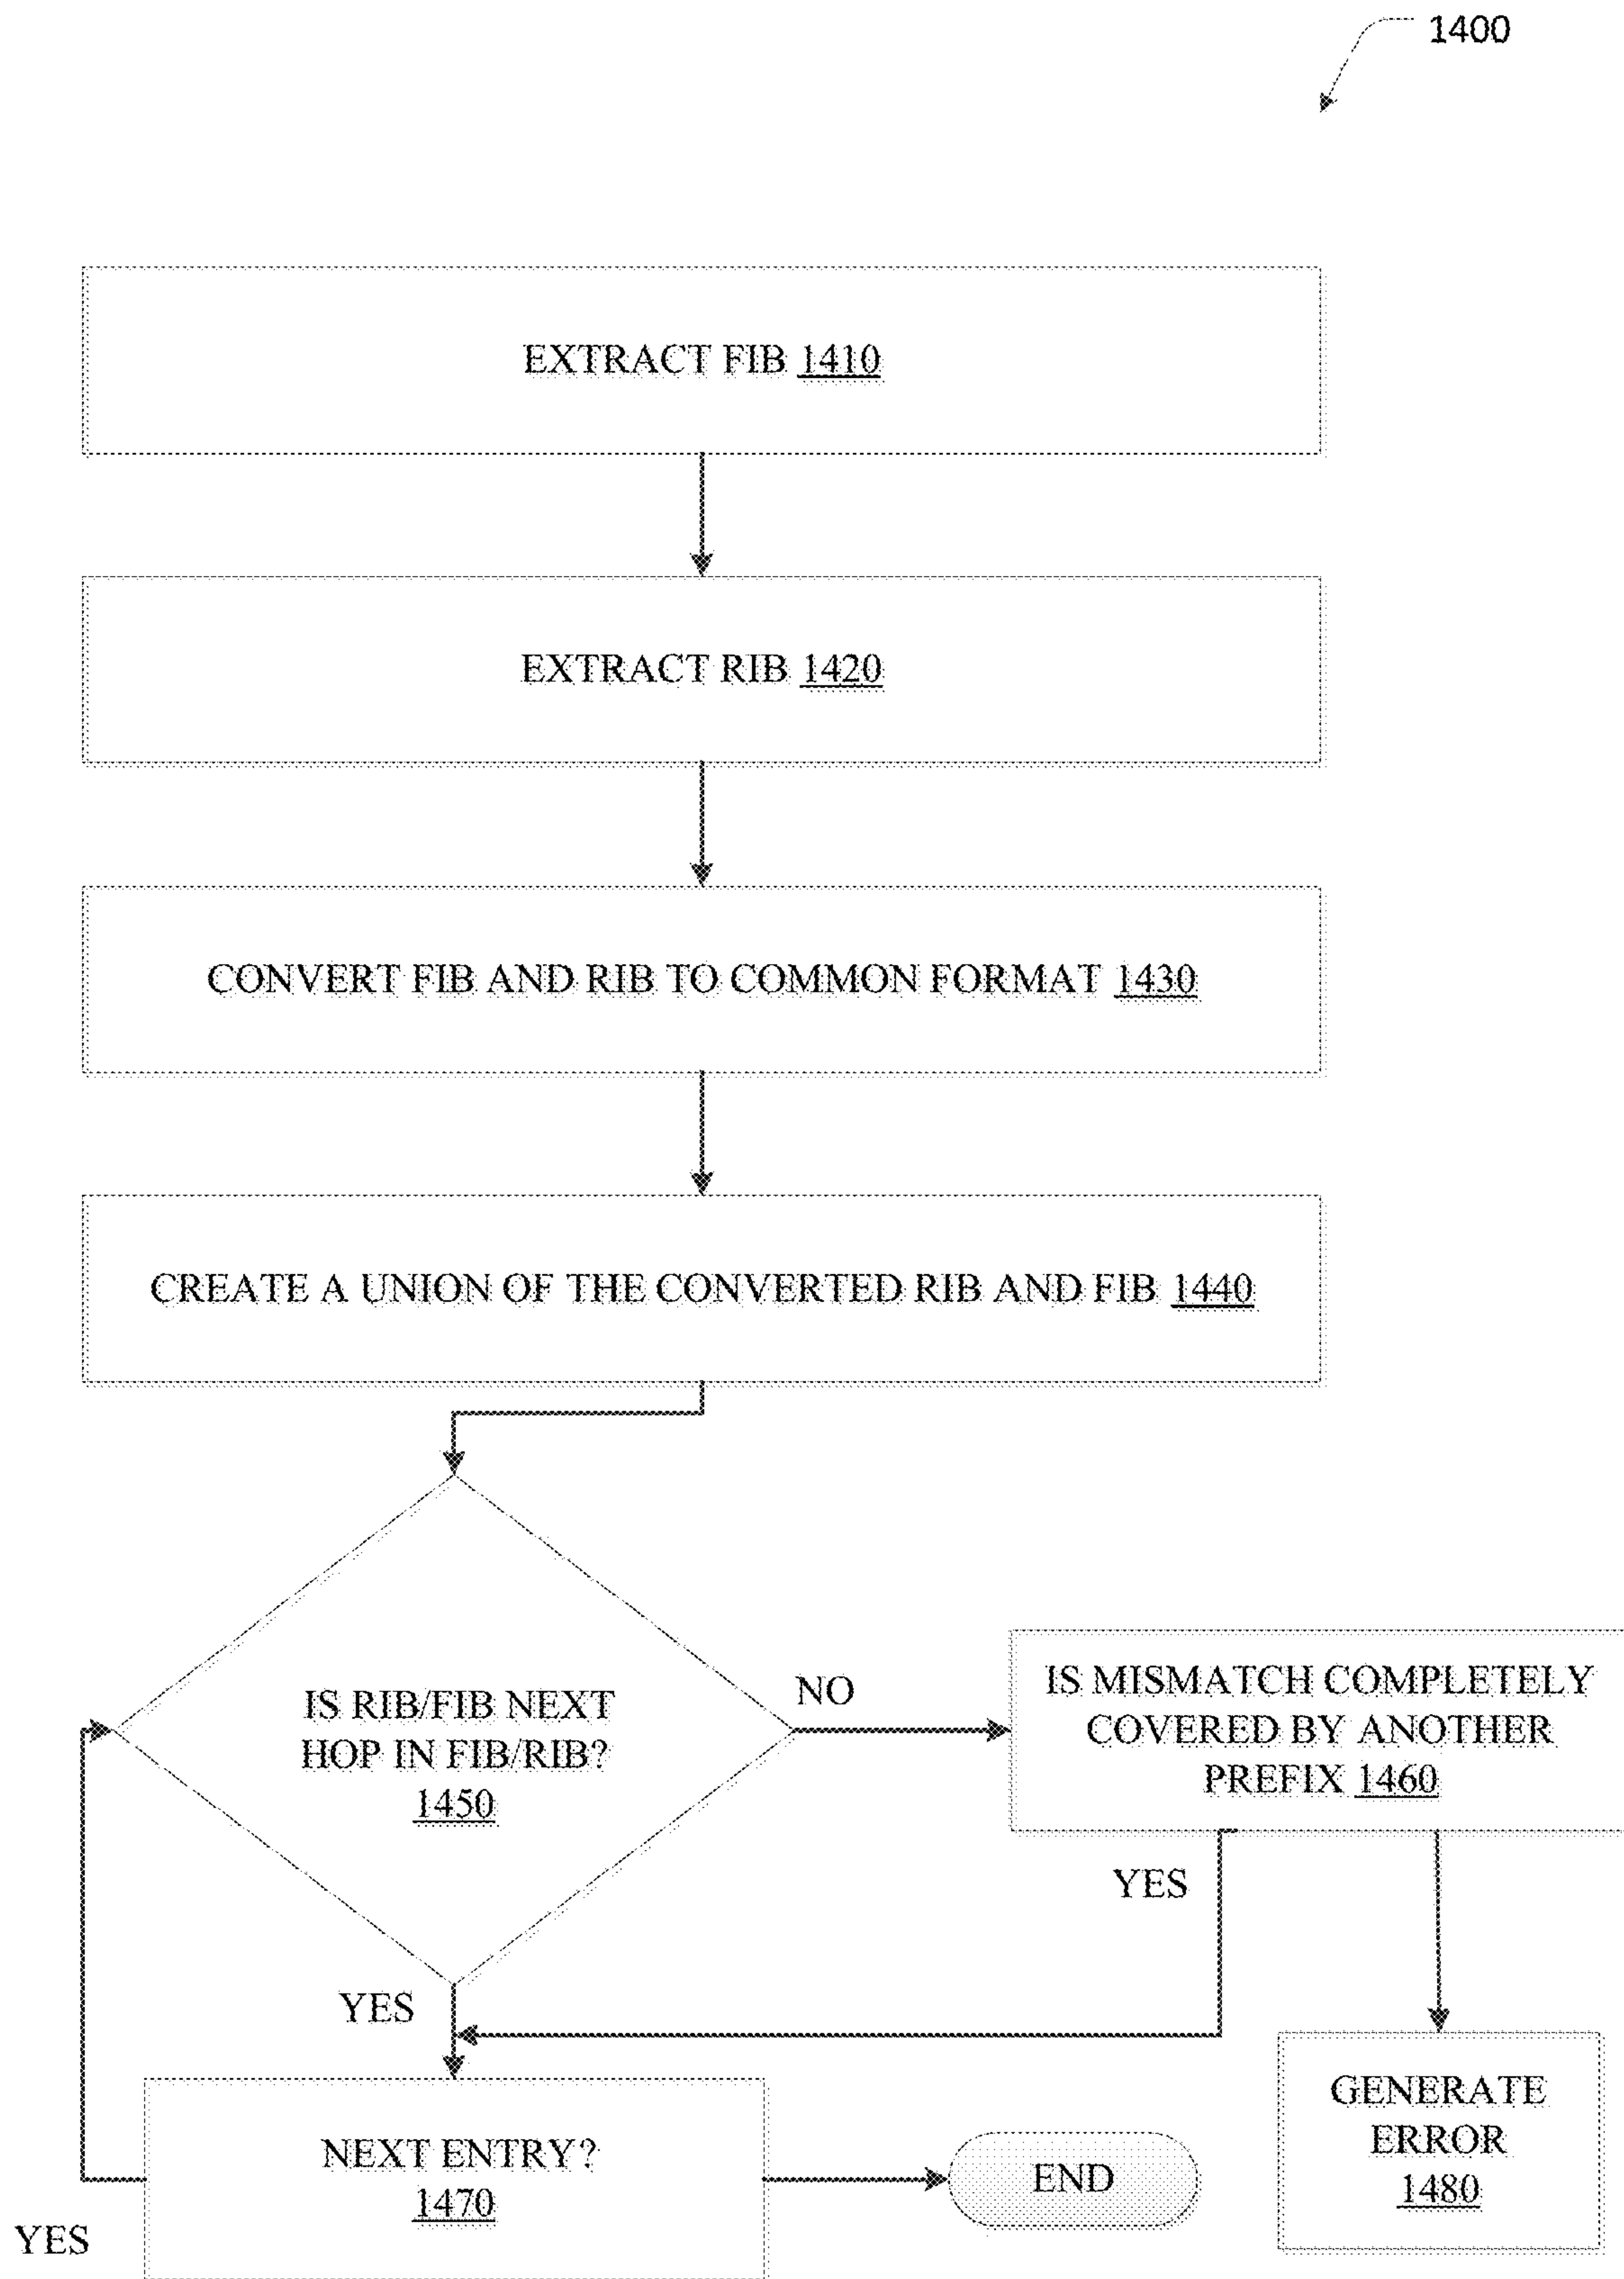 1400
EXTRACT FIB 1410
EXTRACT RIB 1420
CONVERT FIB AND RIB TO COMMON FORMAT 1430
CREATE A UNION OF THE CONVERTED RIB AND FIB 1440
IS RIB/FIB NEXT
HOP IN FIB/RIB?
1450
NO
IS MISMATCH COMPLETELY
COVERED BY ANOTHER
PREFIX 1460
YES
YES
NEXT ENTRY?
1470
YES
END
GENERATE
ERROR
1480